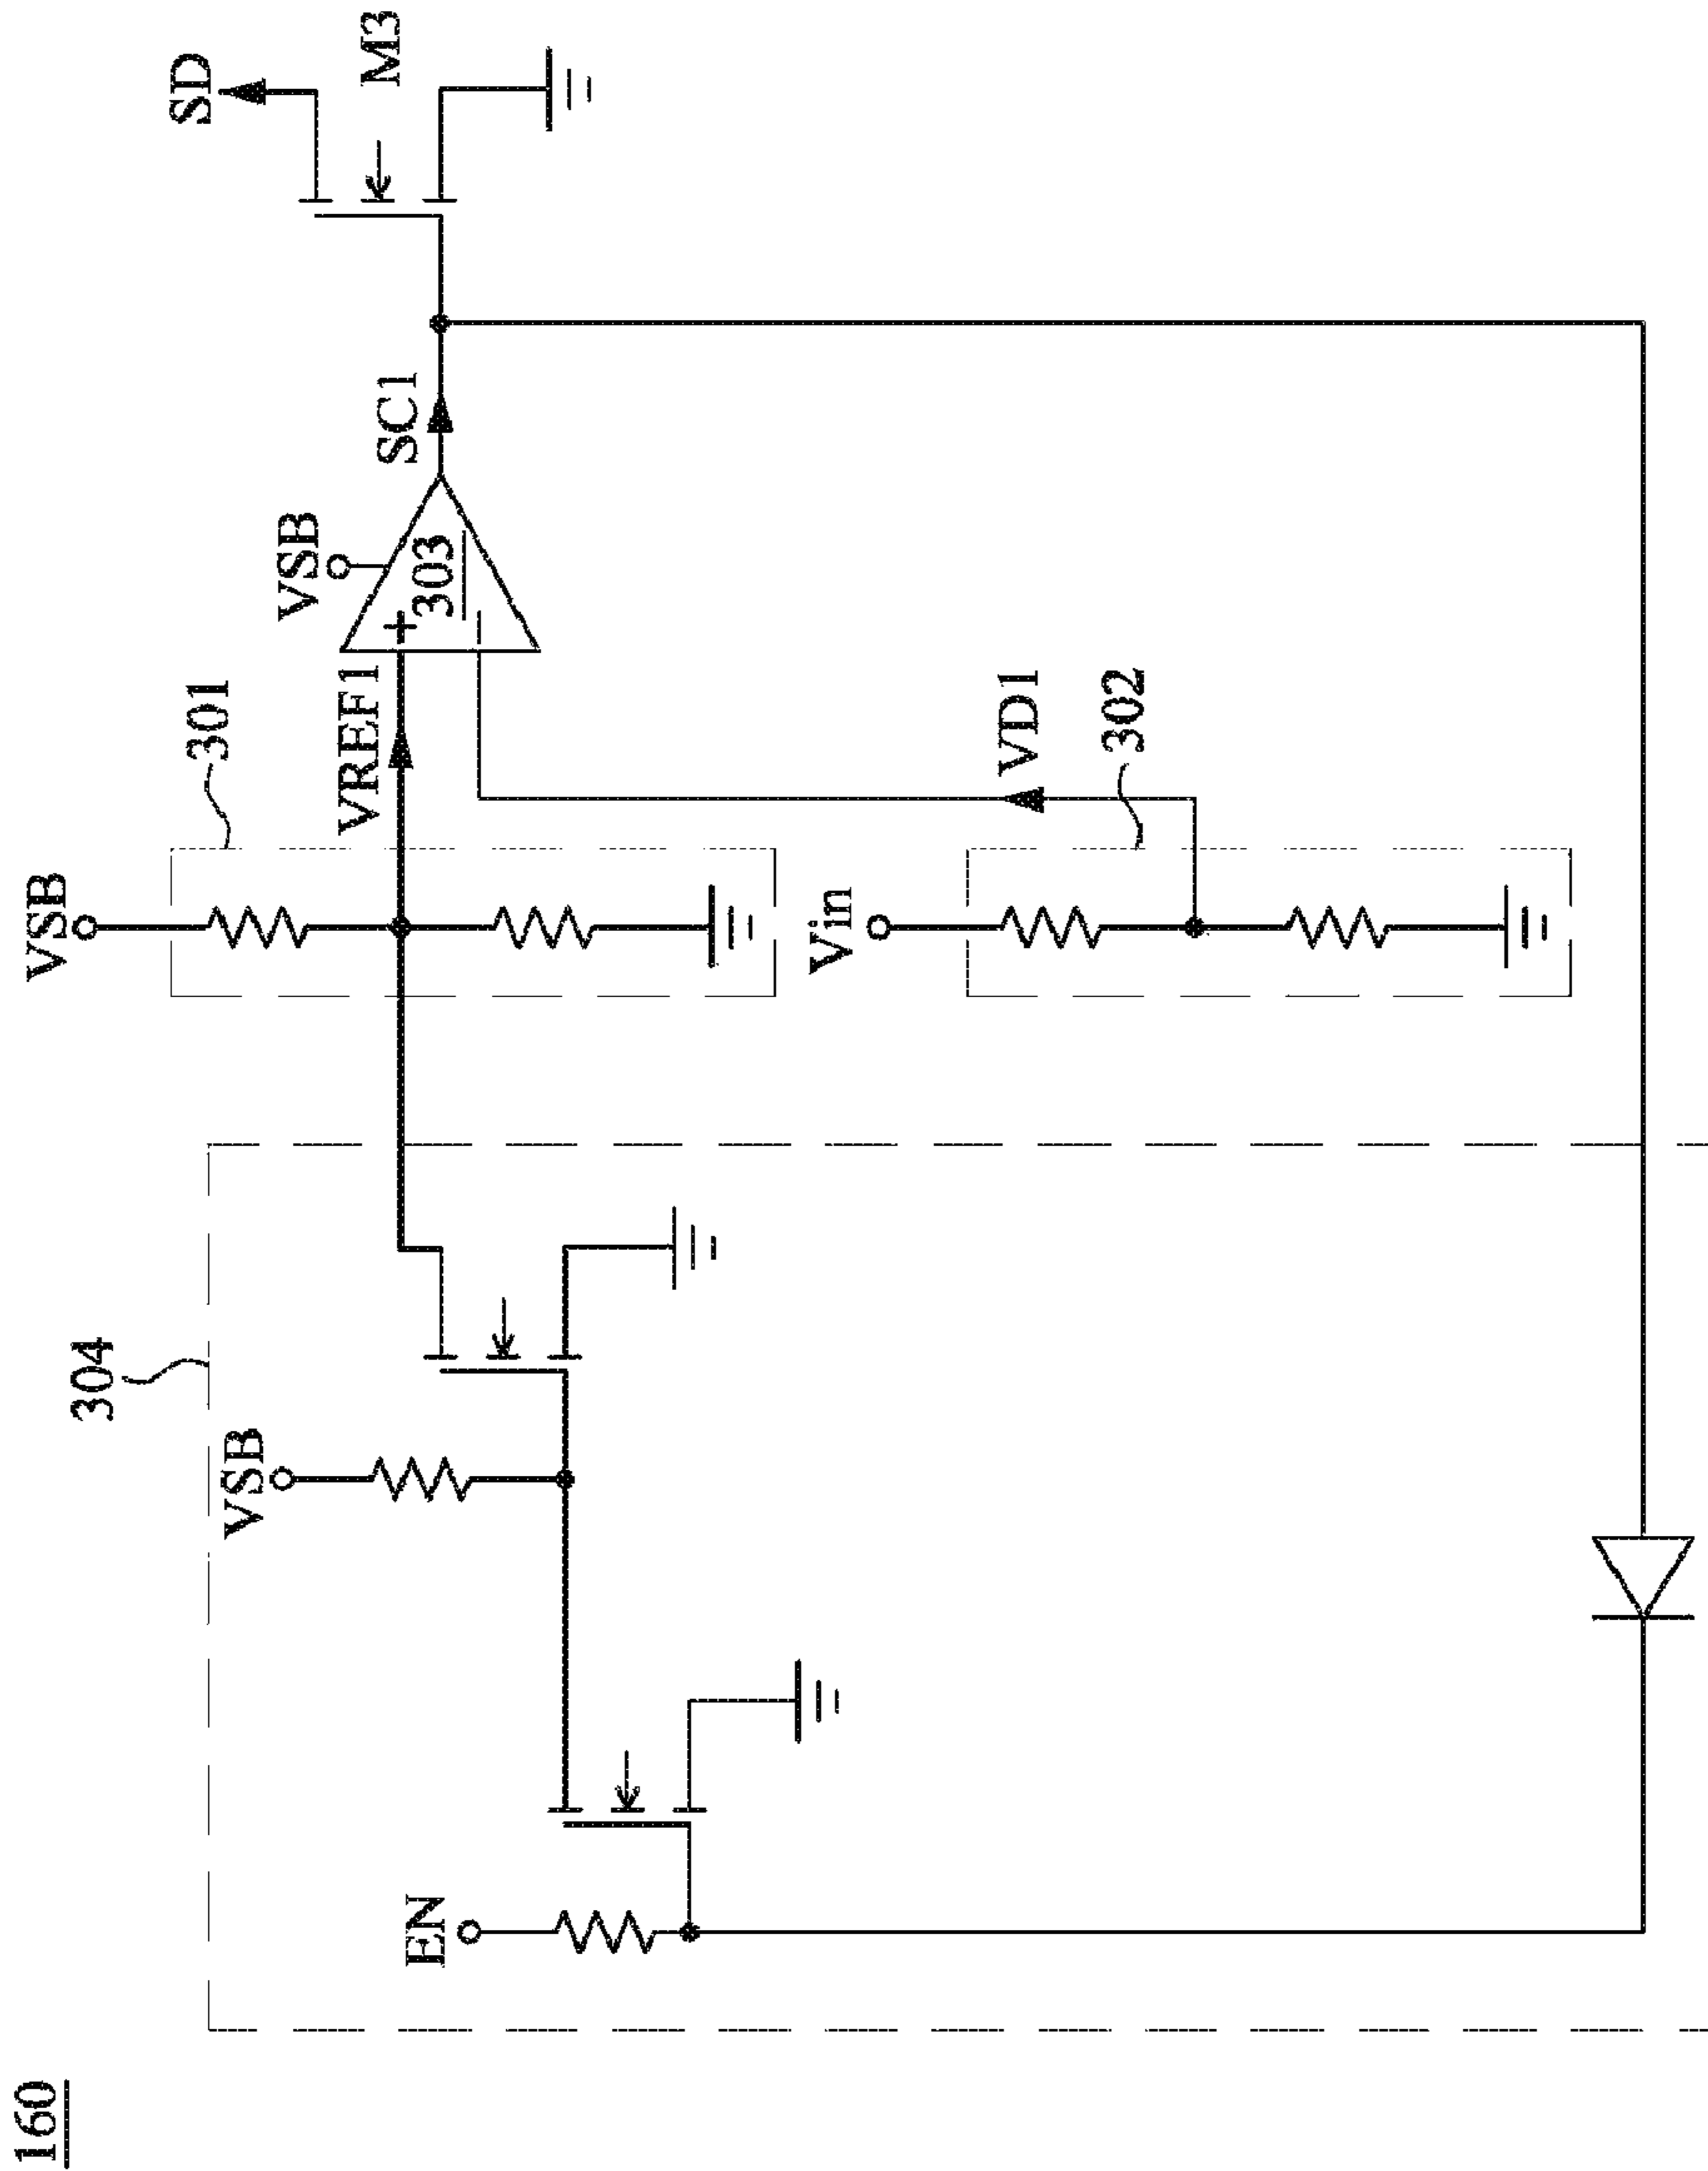 160
304
EN
VSB
VSB
301
VREF1
VSB
303
+
−
SC1
SD
M3
Vin
VD1
302